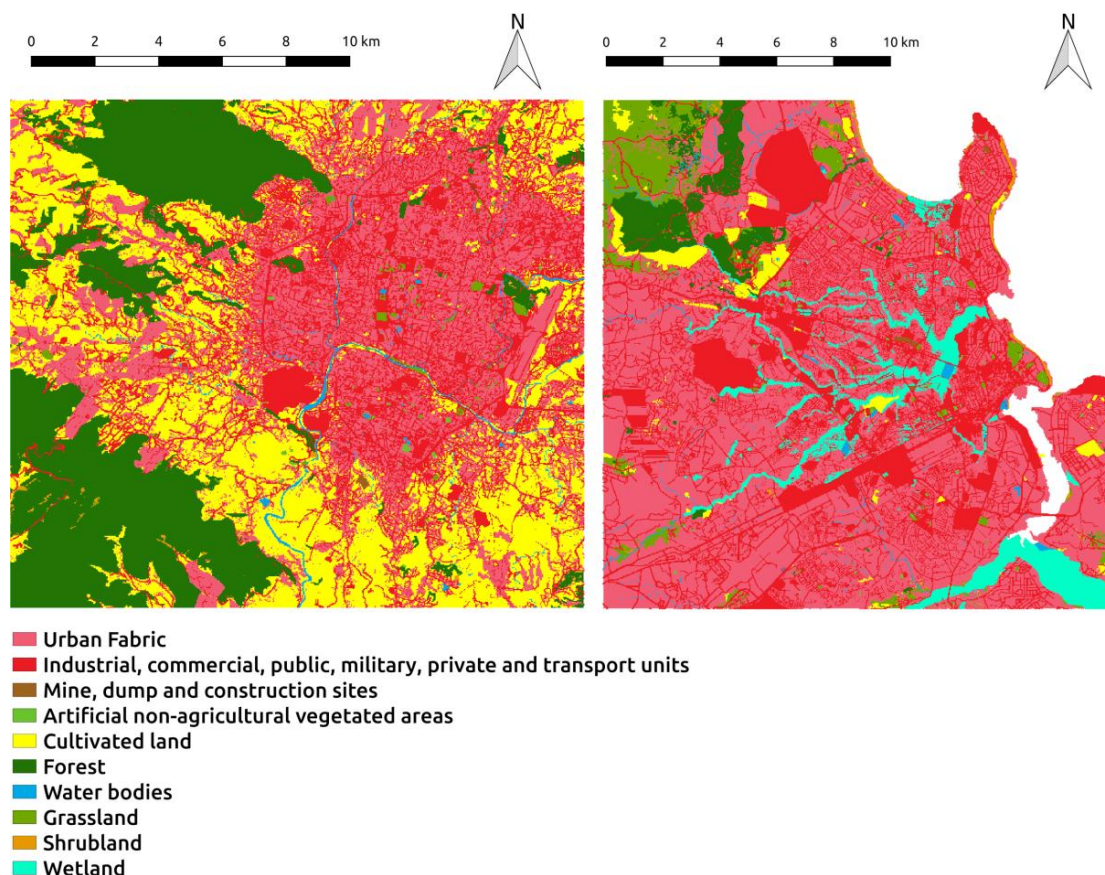 0 2 4 6 8 10 km
N
0 2 4 6 8 10 km
N
Urban Fabric
Industrial, commercial, public, military, private and transport units
Mine, dump and construction sites
Artificial non-agricultural vegetated areas
Cultivated land
Forest
Water bodies
Grassland
Shrubland
Wetland